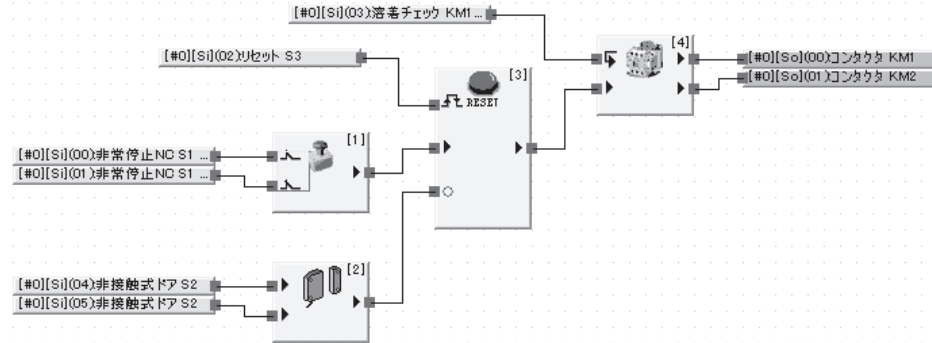 [#0][Si](03):溶着チェック KM1...
[4]
[#0][Si](02):リセット S3
[#0][So](00):コンタクタ KM1
[3]
[#0][So](01):コンタクタ KM2
RESET
[1]
[#0][Si](00):非常停止NC S1 ...
[#0][Si](01):非常停止NC S1 ...
[2]
[#0][Si](04):非接触式ドア S2
[#0][Si](05):非接触式ドア S2